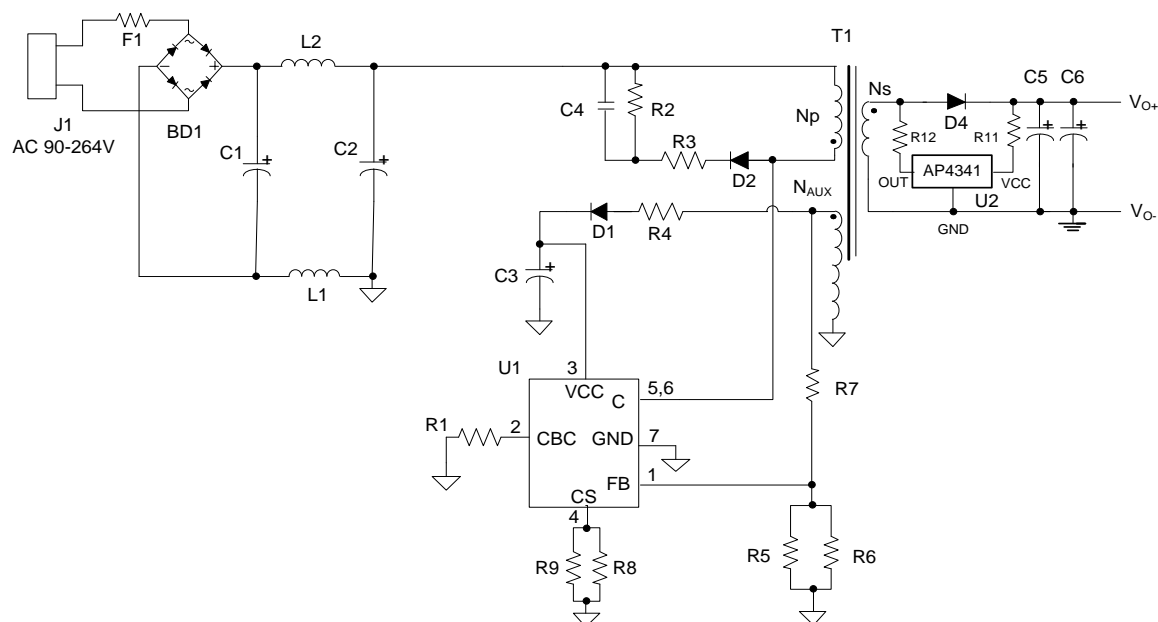 F1
L2
T1
J1
AC 90-264V
~
~
-
+
BD1
C1
+
C2
+
L1
C4
R2
R3
D2
Np
Ns
D4
C5
C6
+
+
R12
R11
OUT
AP4341
VCC
U2
GND
VO+
VO-
NAUX
D1
R4
C3
+
U1
3
VCC
C
5,6
R1
2
CBC
GND
7
FB
1
CS
4
R9
R8
R7
R5
R6